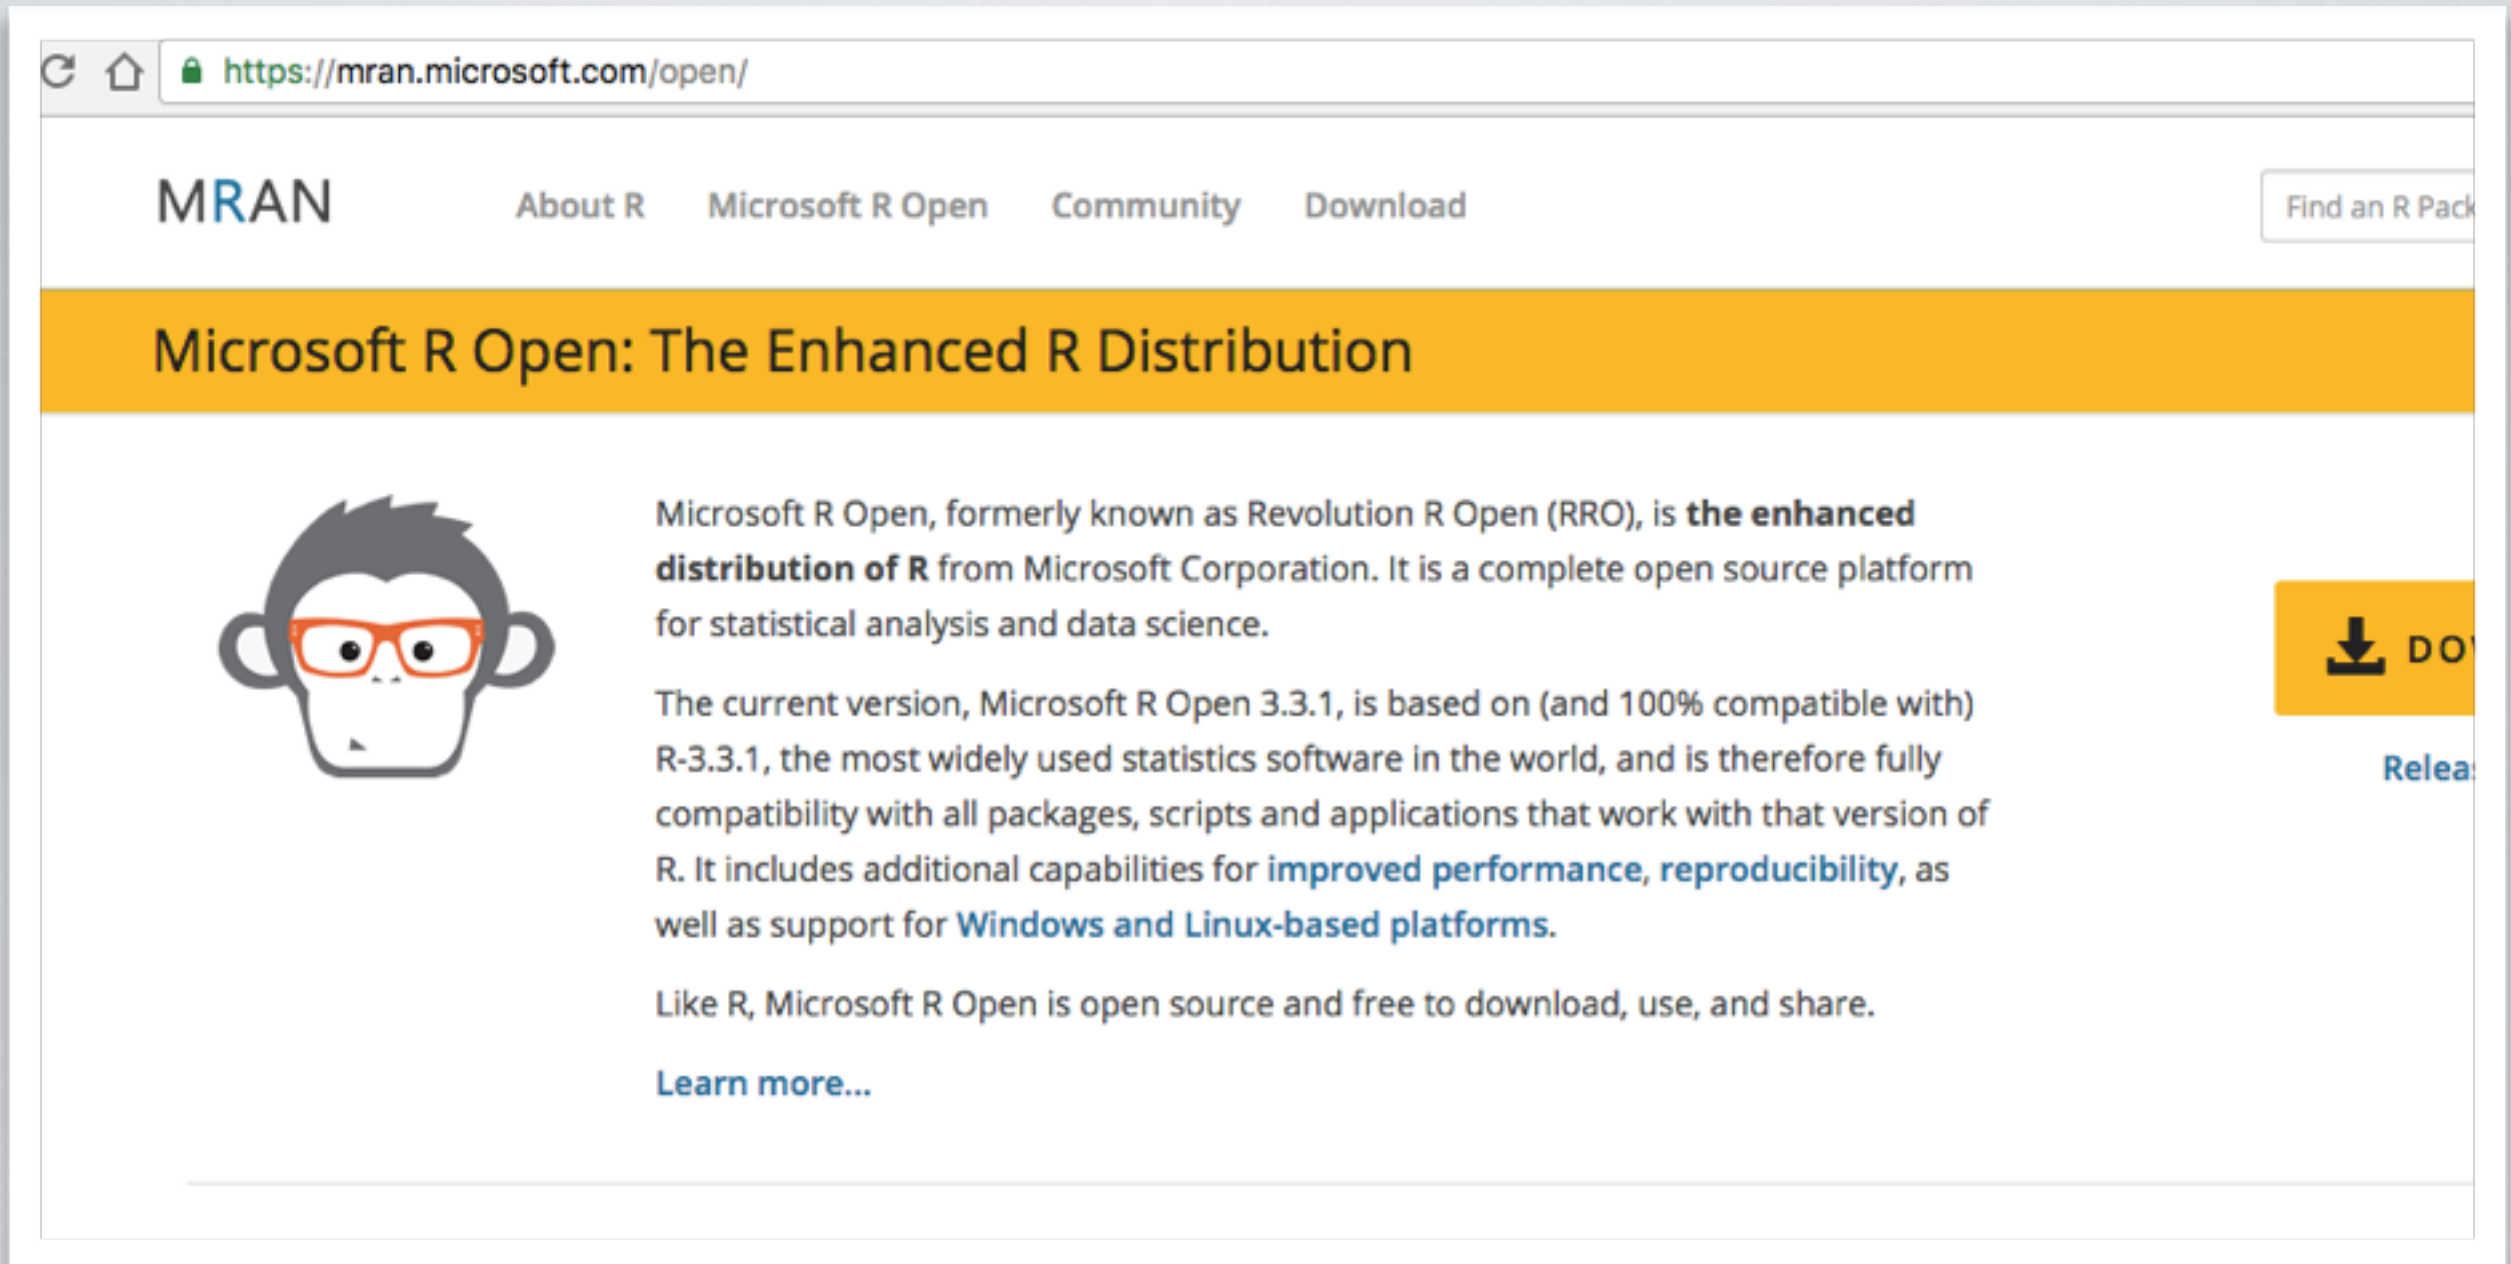 https://mran.microsoft.com/open/
MRAN
About R
Microsoft R Open
Community
Download
Find an R Pack
Microsoft R Open: The Enhanced R Distribution
Microsoft R Open, formerly known as Revolution R Open (RRO), is the enhanced
distribution of R from Microsoft Corporation. It is a complete open source platform
for statistical analysis and data science.
The current version, Microsoft R Open 3.3.1, is based on (and 100% compatible with)
R-3.3.1, the most widely used statistics software in the world, and is therefore fully
compatibility with all packages, scripts and applications that work with that version of
R. It includes additional capabilities for improved performance, reproducibility, as
well as support for Windows and Linux-based platforms.
Like R, Microsoft R Open is open source and free to download, use, and share.
Learn more...